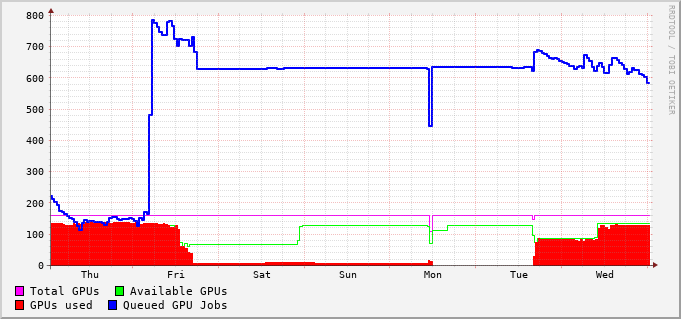 RRDTOOL / TOBI OETIKER
800
700
600
500
400
300
200
100
0
Thu Fri Sat Sun Mon Tue Wed
Total GPUs Available GPUs
GPUs used Queued GPU Jobs